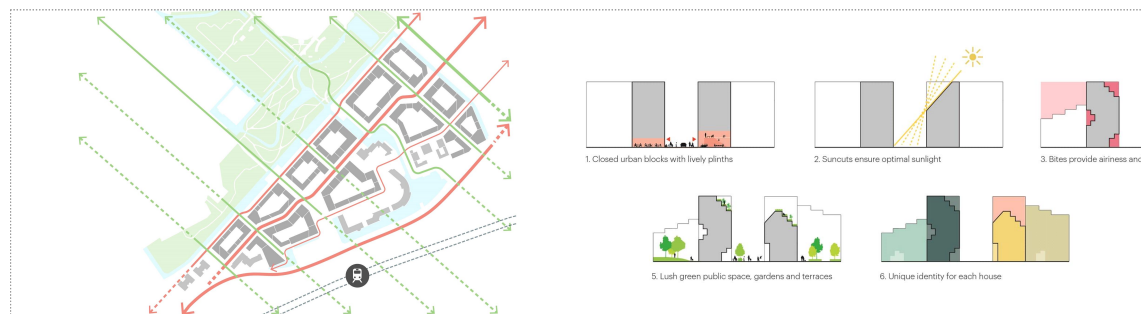 1. Closed urban blocks with lively plinths
2. Suncuts ensure optimal sunlight
3. Bites provide airiness and
5. Lush green public space, gardens and terraces
6. Unique identity for each house